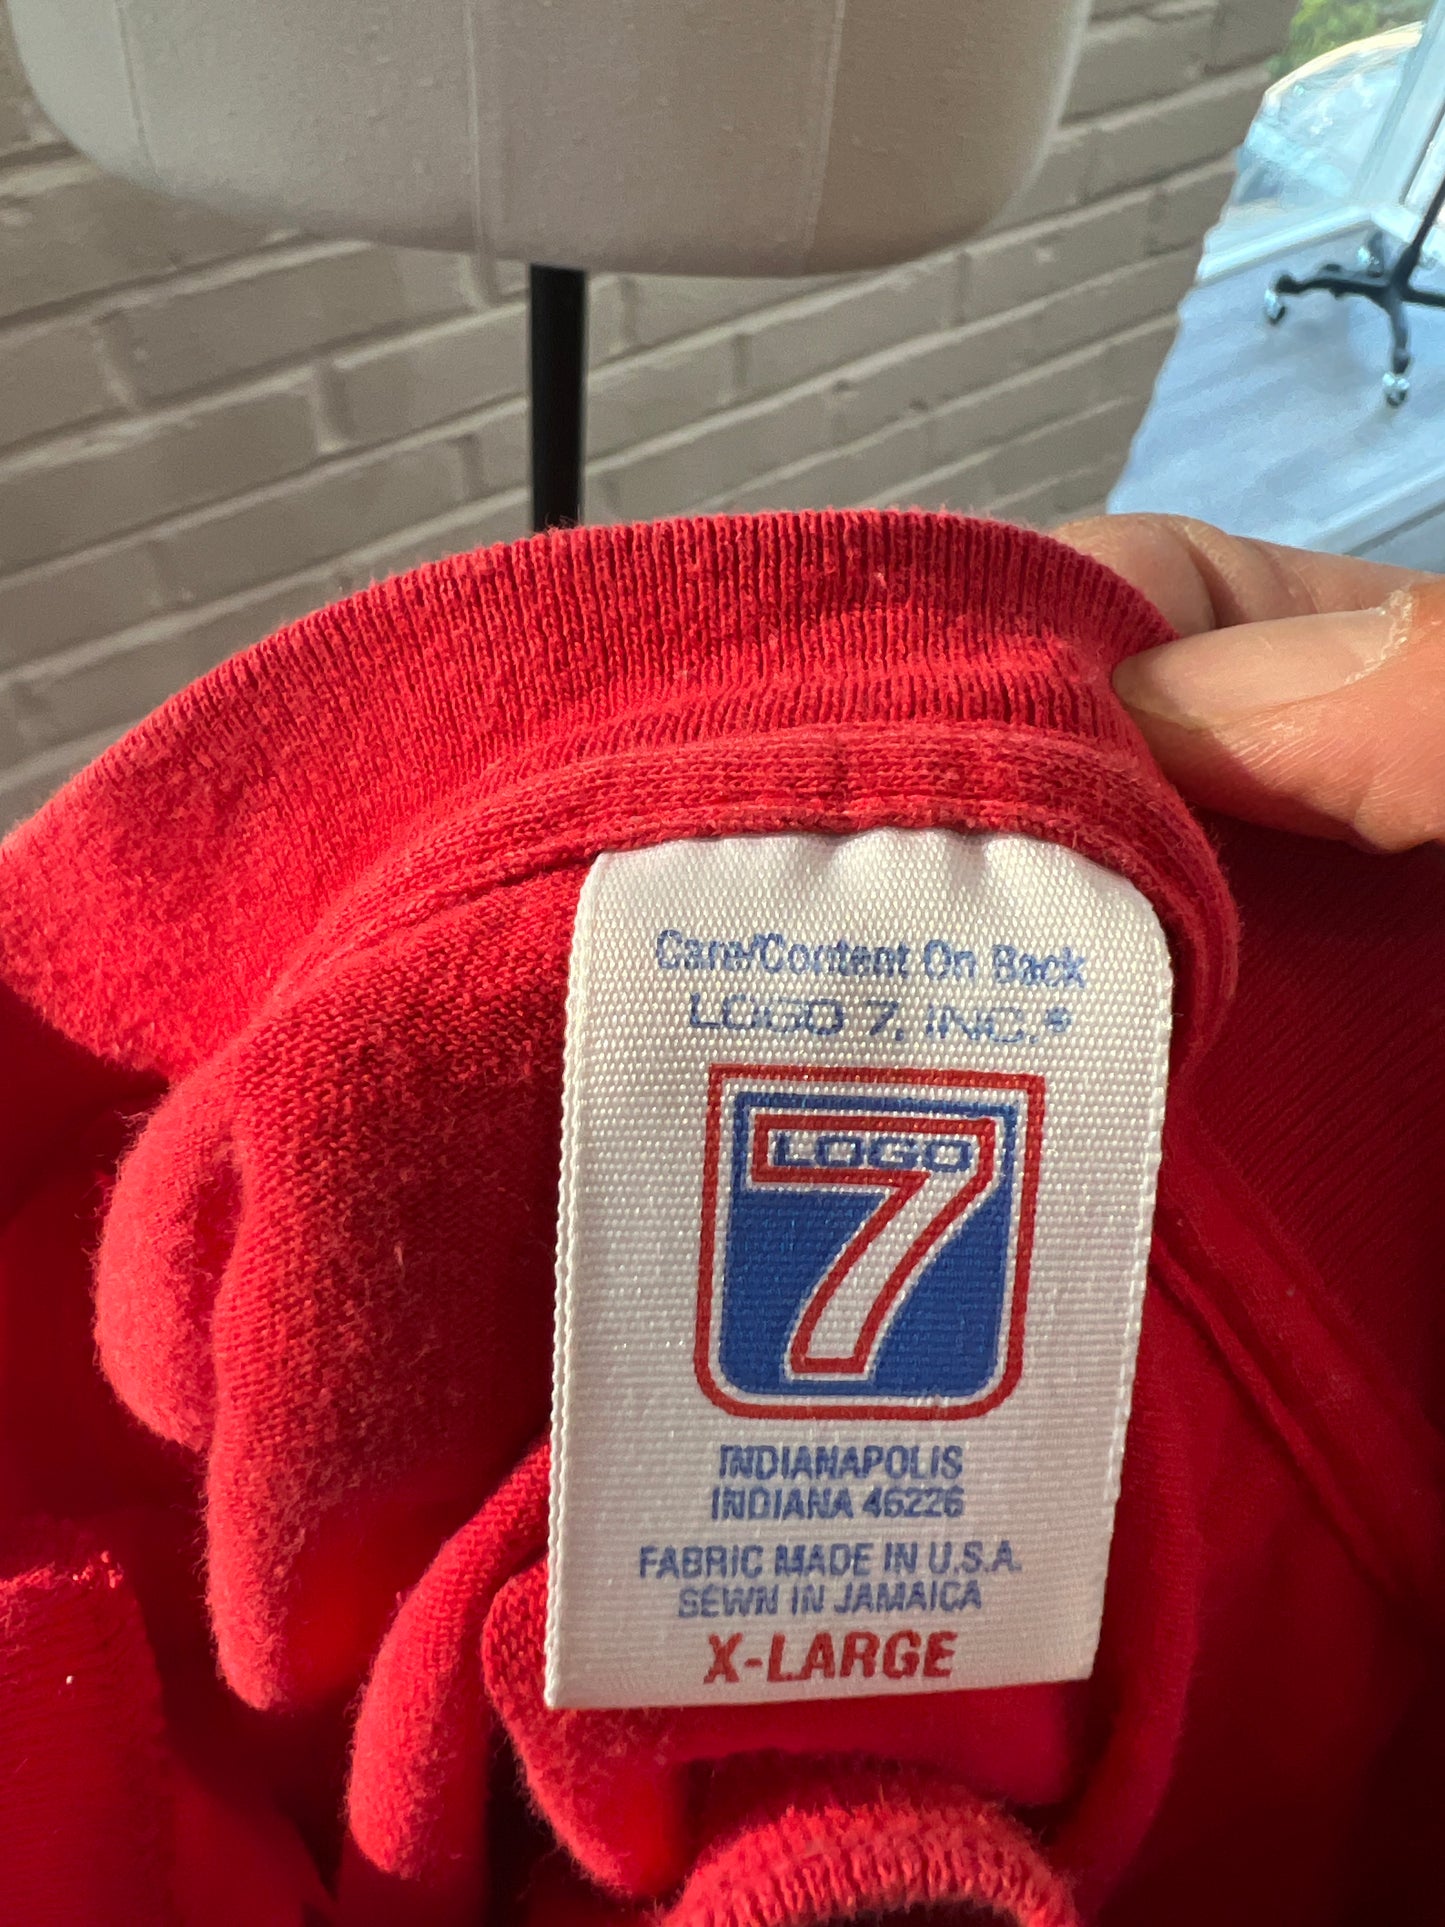 Care/Content On Back
LOGO 7, INC.®
LOGO
7
INDIANAPOLIS
INDIANA 46226
FABRIC MADE IN U.S.A.
SEWN IN JAMAICA
X-LARGE